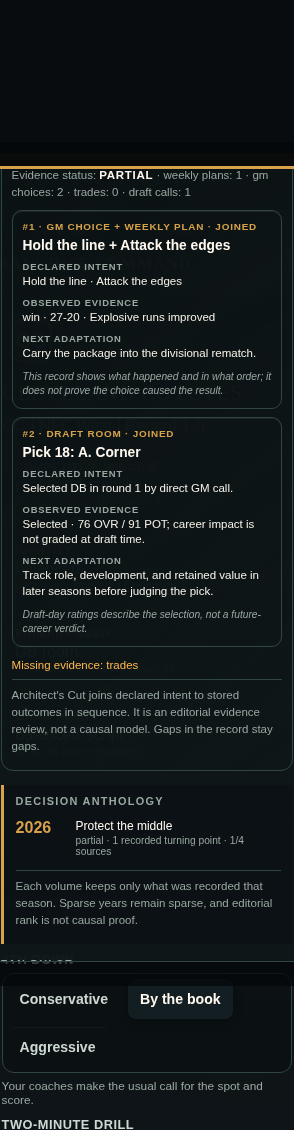 Evidence status: PARTIAL · weekly plans: 1 · gm
choices: 2 · trades: 0 · draft calls: 1
#1 · GM CHOICE + WEEKLY PLAN · JOINED
Hold the line + Attack the edges
DECLARED INTENT
Hold the line · Attack the edges
OBSERVED EVIDENCE
win · 27-20 · Explosive runs improved
NEXT ADAPTATION
Carry the package into the divisional rematch.
This record shows what happened and in what order; it
does not prove the choice caused the result.
#2 · DRAFT ROOM · JOINED
Pick 18: A. Corner
DECLARED INTENT
Selected DB in round 1 by direct GM call.
OBSERVED EVIDENCE
Selected · 76 OVR / 91 POT; career impact is
not graded at draft time.
NEXT ADAPTATION
Track role, development, and retained value in
later seasons before judging the pick.
Draft-day ratings describe the selection, not a future-
career verdict.
Missing evidence: trades
Architect's Cut joins declared intent to stored
outcomes in sequence. It is an editorial evidence
review, not a causal model. Gaps in the record stay
gaps.
DECISION ANTHOLOGY
2026 Protect the middle
partial · 1 recorded turning point · 1/4
sources
Each volume keeps only what was recorded that
season. Sparse years remain sparse, and editorial
rank is not causal proof.
Conservative By the book
Aggressive
Your coaches make the usual call for the spot and
score.
TWO-MINUTE DRILL